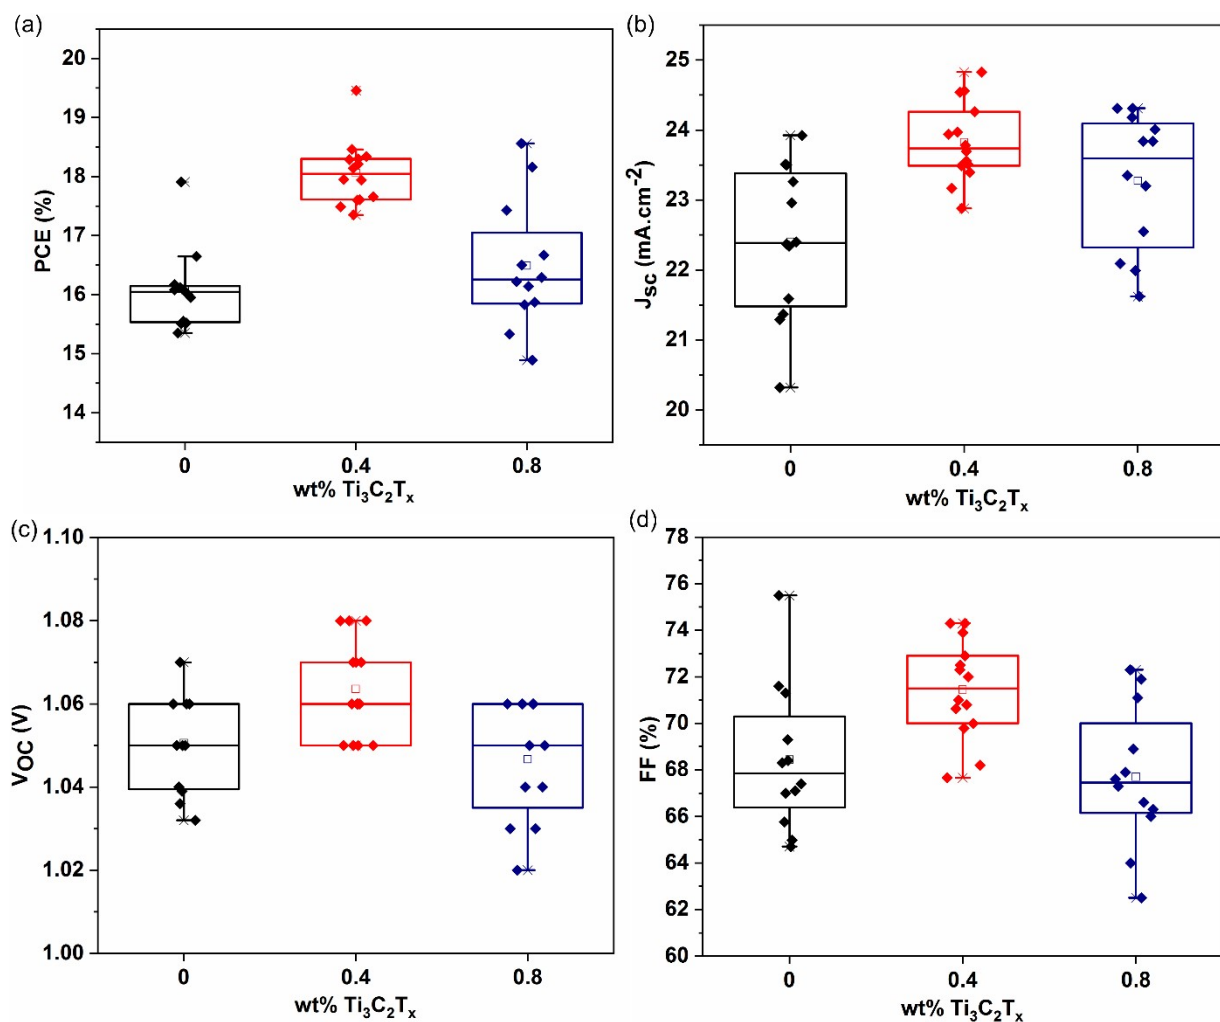 (a)
20
19
18
17
16
15
14
PCE (%)
0 0.4 0.8
wt% Ti₃C₂Tₓ
(b)
25
24
23
22
21
20
J_SC (mA.cm⁻²)
0 0.4 0.8
wt% Ti₃C₂Tₓ
(c)
1.10
1.08
1.06
1.04
1.02
1.00
V_OC (V)
0 0.4 0.8
wt% Ti₃C₂Tₓ
(d)
78
76
74
72
70
68
66
64
62
60
FF (%)
0 0.4 0.8
wt% Ti₃C₂Tₓ